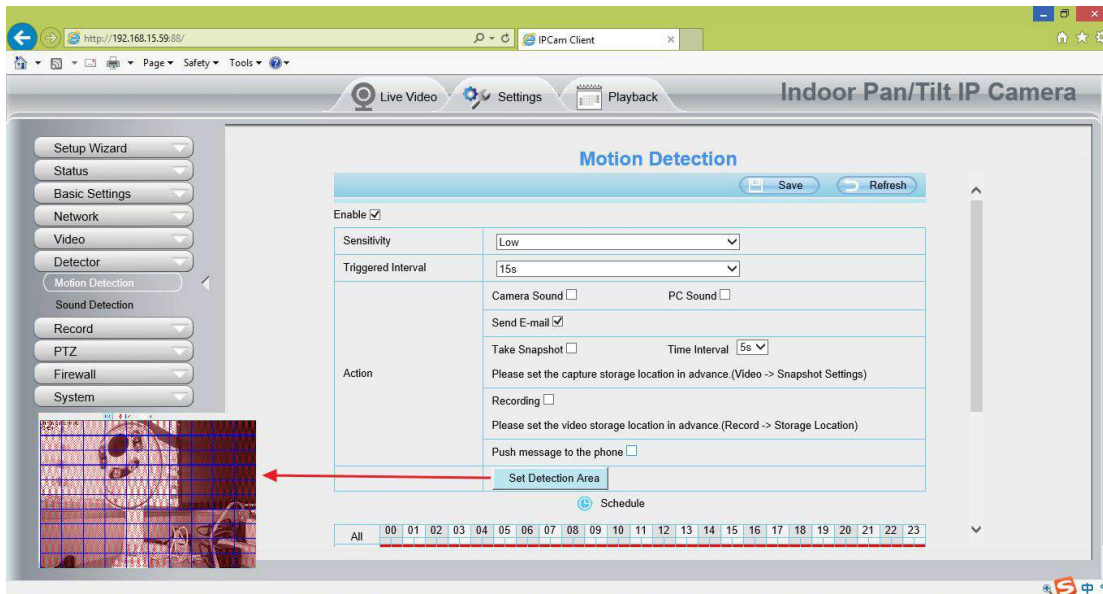 http://192.168.15.59:88/
IPCam Client
Page Safety Tools
Live Video Settings Playback Indoor Pan/Tilt IP Camera
Setup Wizard
Status
Basic Settings
Network
Video
Detector
Motion Detection
Sound Detection
Record
PTZ
Firewall
System
Motion Detection
Save Refresh
Enable
Sensitivity Low
Triggered Interval 15s
Action
Camera Sound PC Sound
Send E-mail
Take Snapshot Time Interval 5s
Please set the capture storage location in advance.(Video -> Snapshot Settings)
Recording
Please set the video storage location in advance.(Record -> Storage Location)
Push message to the phone
Set Detection Area
Schedule
All 00 01 02 03 04 05 06 07 08 09 10 11 12 13 14 15 16 17 18 19 20 21 22 23
中